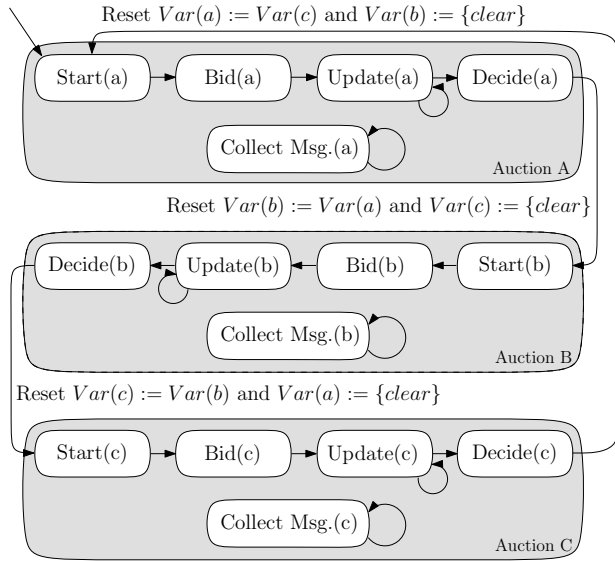 Reset Var(a) := Var(c) and Var(b) := {clear}
Start(a) Bid(a) Update(a) Decide(a)
Collect Msg.(a)
Auction A
Reset Var(b) := Var(a) and Var(c) := {clear}
Decide(b) Update(b) Bid(b) Start(b)
Collect Msg.(b)
Auction B
Reset Var(c) := Var(b) and Var(a) := {clear}
Start(c) Bid(c) Update(c) Decide(c)
Collect Msg.(c)
Auction C